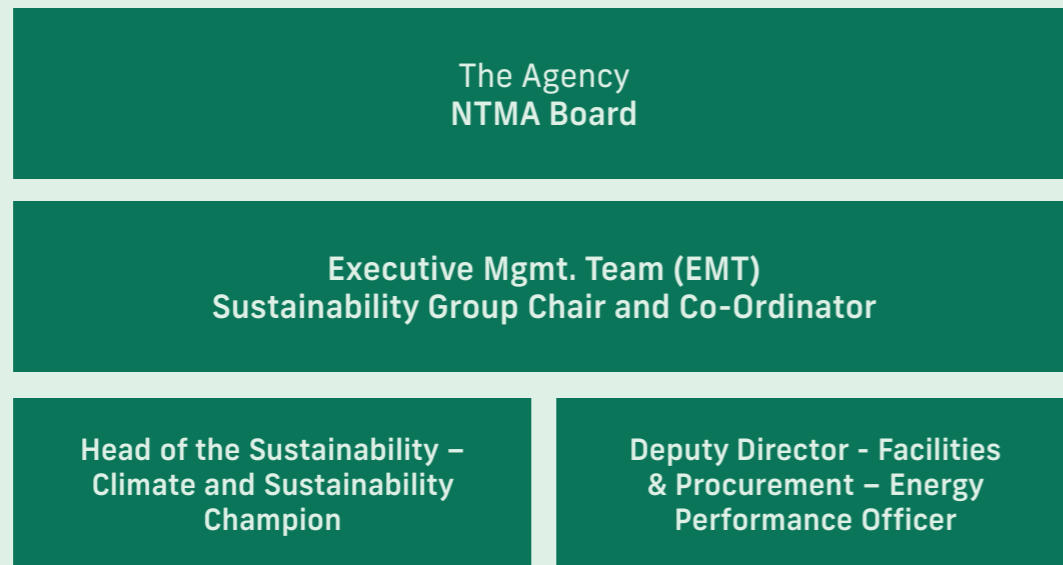 The Agency
NTMA Board
Executive Mgmt. Team (EMT)
Sustainability Group Chair and Co-Ordinator
Head of the Sustainability –
Climate and Sustainability
Champion
Deputy Director - Facilities
& Procurement – Energy
Performance Officer